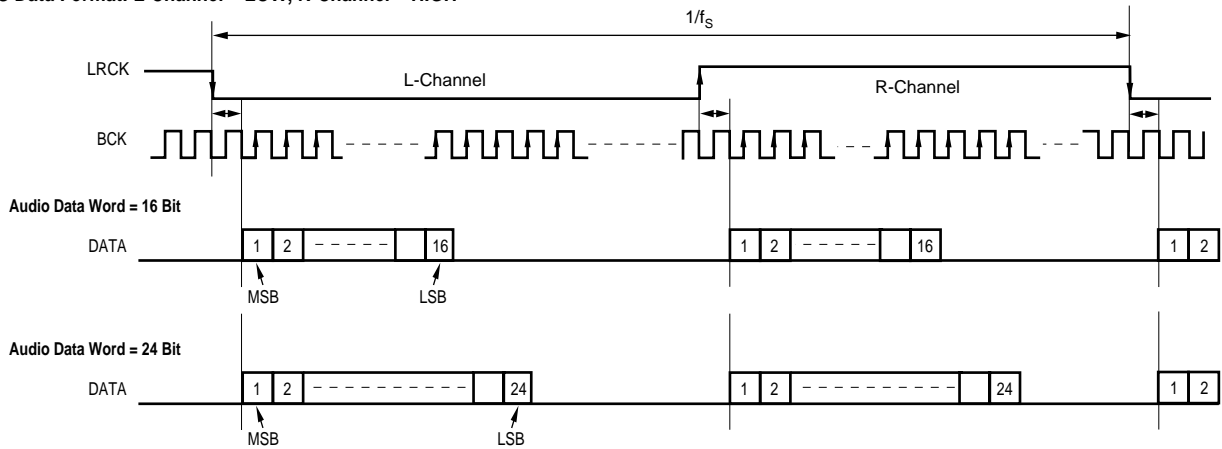 1/fS
LRCK
L-Channel
R-Channel
BCK
Audio Data Word = 16 Bit
DATA
1 2 16 1 2 16 1 2
MSB LSB
Audio Data Word = 24 Bit
DATA
1 2 24 1 2 24 1 2
MSB LSB